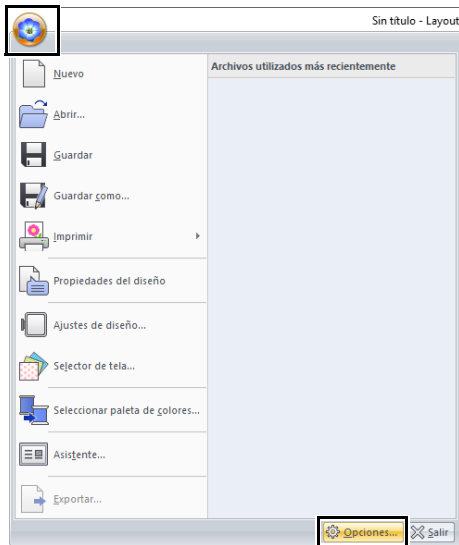 Sin título - Layout
Archivos utilizados más recientemente
Nuevo
Abrir...
Guardar
Guardar como...
Imprimir
Propiedades del diseño
Ajustes de diseño...
Selector de tela...
Seleccionar paleta de colores...
Asistente...
Exportar...
Opciones... Salir